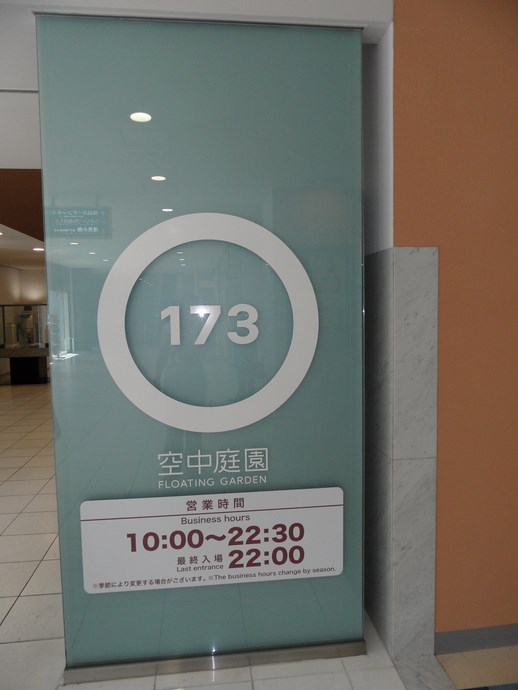 173
空中庭園
FLOATING GARDEN
営業時間
Business hours
10:00～22:30
最終入場 22:00
Last entrance
※季節により変更する場合がございます。※The business hours change by season.